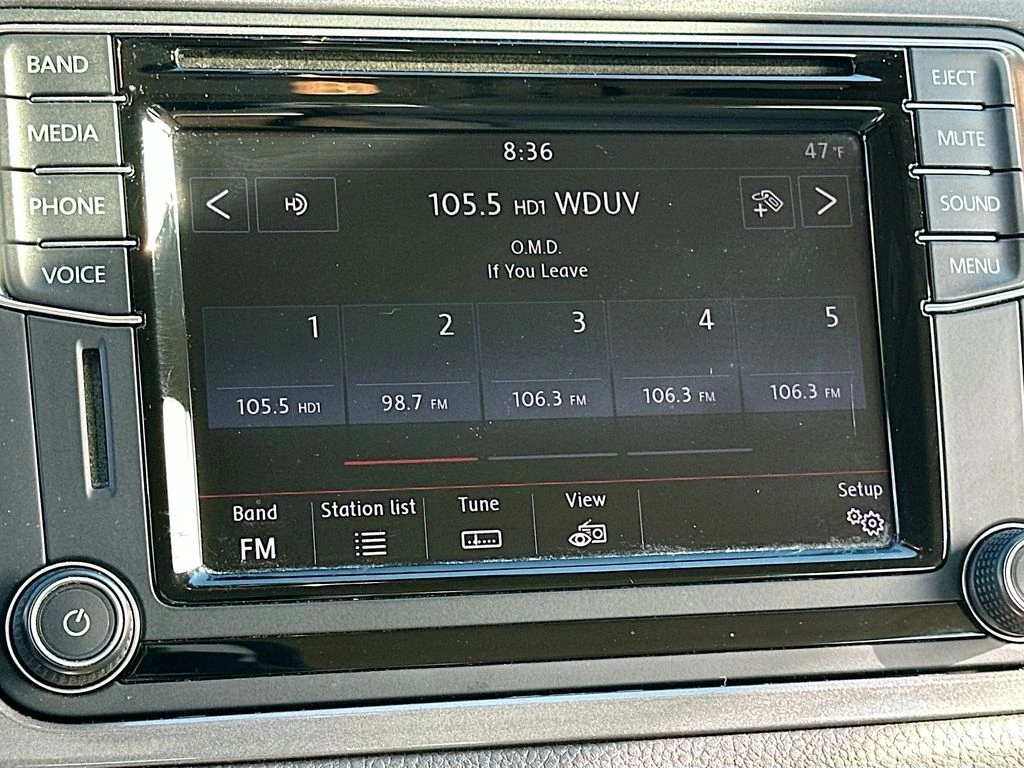 BAND
MEDIA
PHONE
VOICE
8:36
47°F
< HD 105.5 HD1 WDUV >
O.M.D.
If You Leave
1 2 3 4 5
105.5 HD1 98.7 FM 106.3 FM 106.3 FM 106.3 FM
Band Station list Tune View Setup
FM
EJECT
MUTE
SOUND
MENU